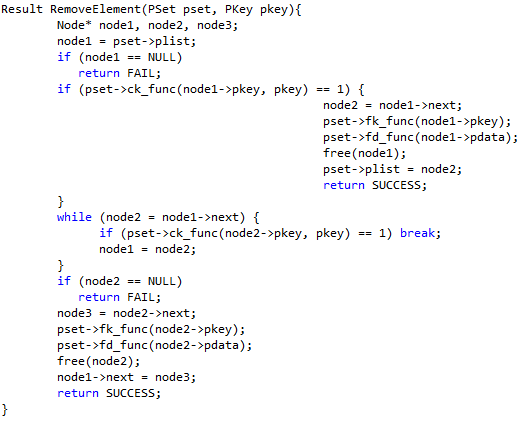 Result RemoveElement(PSet pset, PKey pkey){
        Node* node1, node2, node3;
        node1 = pset->plist;
        if (node1 == NULL)
           return FAIL;
        if (pset->ck_func(node1->pkey, pkey) == 1) {
                                              node2 = node1->next;
                                              pset->fk_func(node1->pkey);
                                              pset->fd_func(node1->pdata);
                                              free(node1);
                                              pset->plist = node2;
                                              return SUCCESS;
        }
        while (node2 = node1->next) {
              if (pset->ck_func(node2->pkey, pkey) == 1) break;
              node1 = node2;
        }
        if (node2 == NULL)
           return FAIL;
        node3 = node2->next;
        pset->fk_func(node2->pkey);
        pset->fd_func(node2->pdata);
        free(node2);
        node1->next = node3;
        return SUCCESS;
}